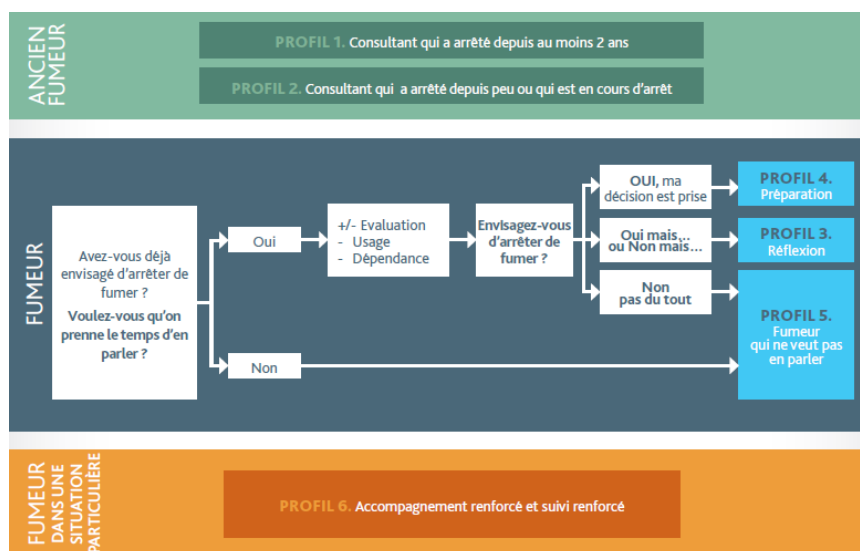 ANCIEN
FUMEUR
PROFIL 1. Consultant qui a arrêté depuis au moins 2 ans
PROFIL 2. Consultant qui a arrêté depuis peu ou qui est en cours d'arrêt
FUMEUR
Avez-vous déjà
envisagé d'arrêter de
fumer ?
Voulez-vous qu'on
prenne le temps d'en
parler ?
Oui
Non
+/- Evaluation
- Usage
- Dépendance
Envisagez-vous
d'arrêter de
fumer ?
OUI, ma
décision est prise
Oui mais...
ou Non mais...
Non
pas du tout
PROFIL 4.
Préparation
PROFIL 3.
Réflexion
PROFIL 5.
Fumeur
qui ne veut pas
en parler
FUMEUR
DANS UNE
SITUATION
PARTICULIÈRE
PROFIL 6. Accompagnement renforcé et suivi renforcé